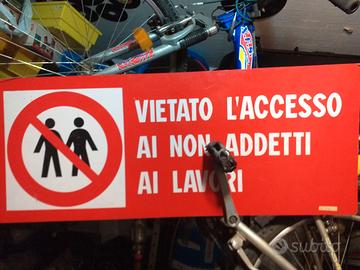 VIETATO L'ACCESSO
AI NON ADDETTI
AI LAVORI
subito